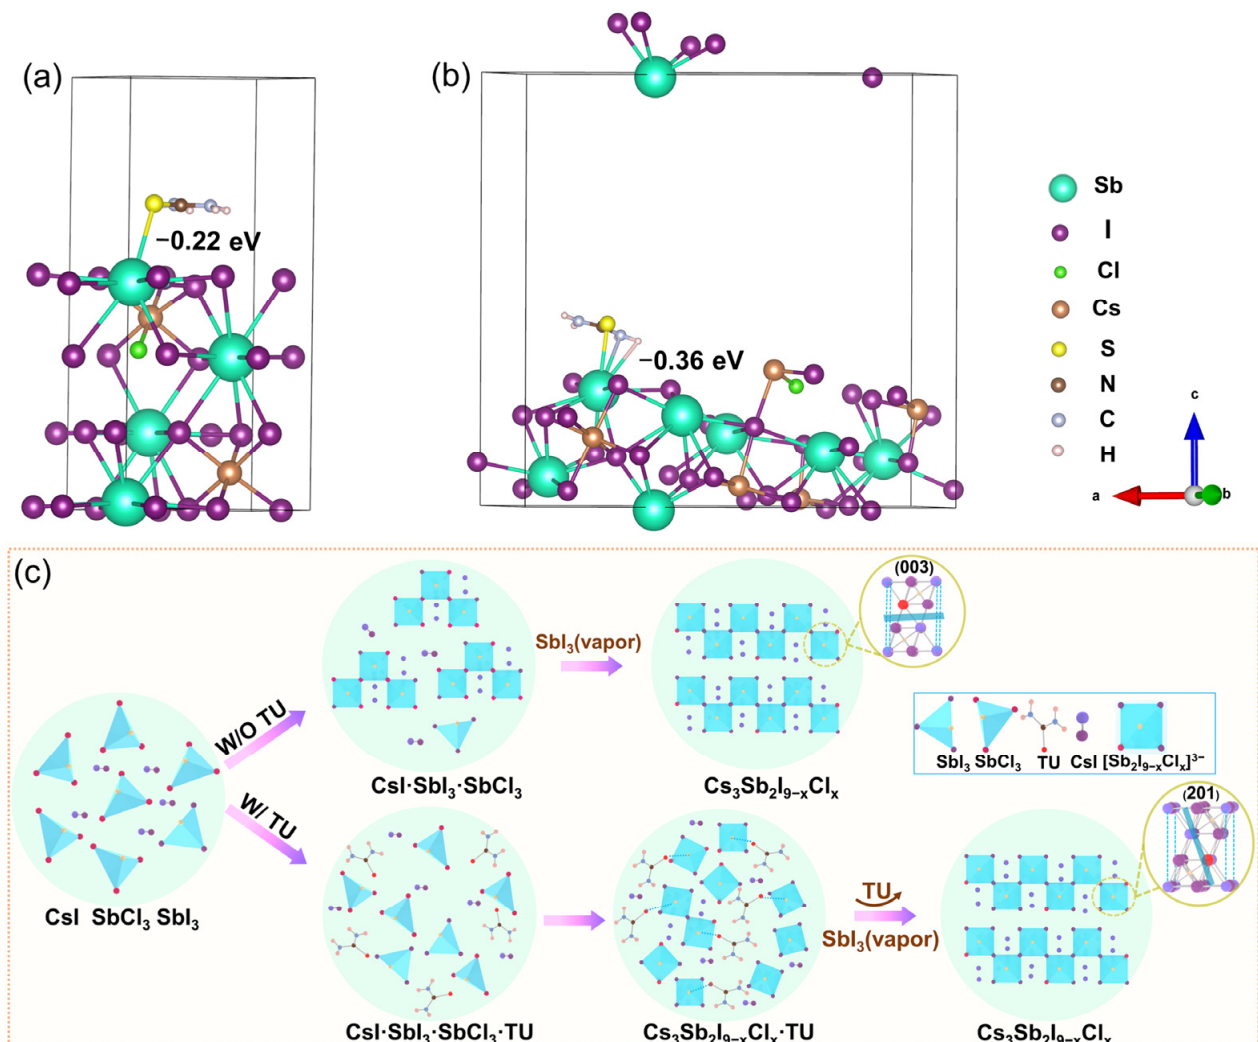 (a)
−0.22 eV
(b)
−0.36 eV
Sb
I
Cl
Cs
S
N
C
H
c
a
b
(c)
CsI SbCl₃ SbI₃
W/O TU
W/ TU
CsI·SbI₃·SbCl₃
SbI₃(vapor)
Cs₃Sb₂I₉₋ₓClₓ
(003)
SbI₃ SbCl₃ TU CsI [Sb₂I₉₋ₓClₓ]³⁻
CsI·SbI₃·SbCl₃·TU
Cs₃Sb₂I₉₋ₓClₓ·TU
TU
SbI₃(vapor)
Cs₃Sb₂I₉₋ₓClₓ
(201)